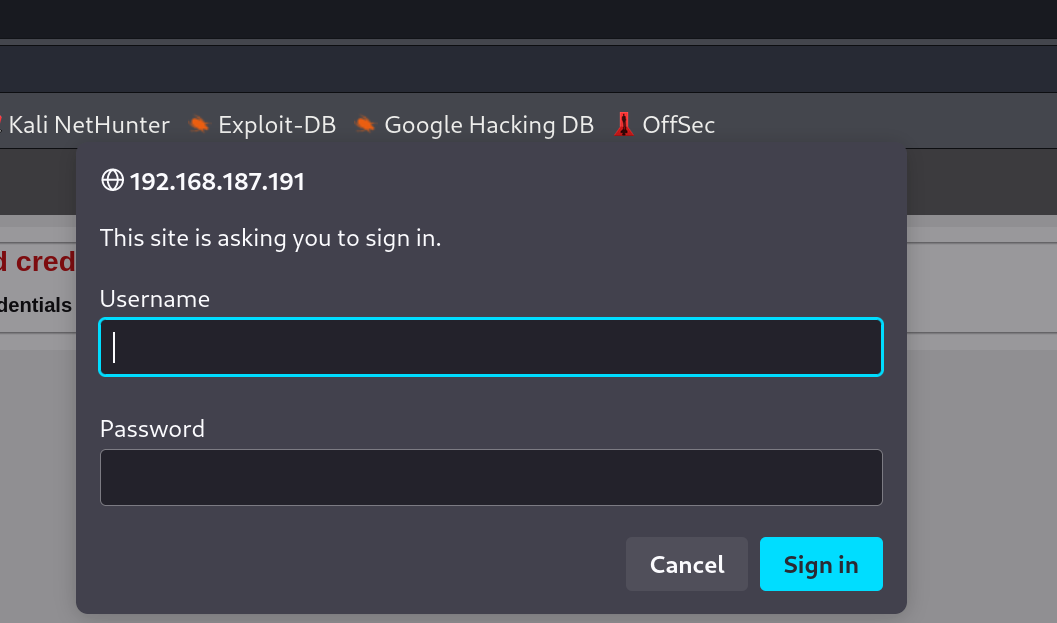 Kali NetHunter Exploit-DB Google Hacking DB OffSec
192.168.187.191
This site is asking you to sign in.
d cred
dentials
Username
Password
Cancel Sign in